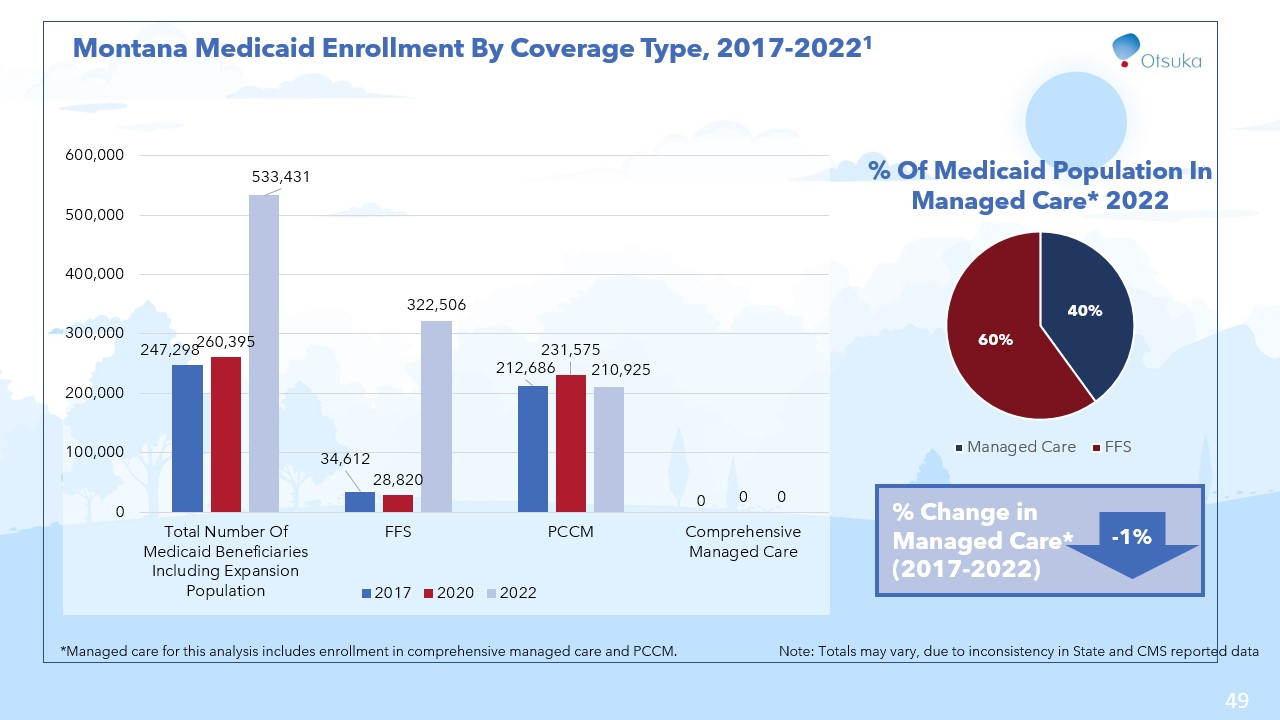 Montana Medicaid Enrollment By Coverage Type, 2017-2022¹
Otsuka
600,000
500,000
400,000
300,000
200,000
100,000
0
533,431
247,298
260,395
34,612
28,820
322,506
212,686
231,575
210,925
0
0
0
Total Number Of
Medicaid Beneficiaries
Including Expansion
Population
FFS
PCCM
Comprehensive
Managed Care
2017
2020
2022
% Of Medicaid Population In
Managed Care* 2022
40%
60%
Managed Care
FFS
% Change in
Managed Care*
(2017-2022)
-1%
*Managed care for this analysis includes enrollment in comprehensive managed care and PCCM.
Note: Totals may vary, due to inconsistency in State and CMS reported data
49